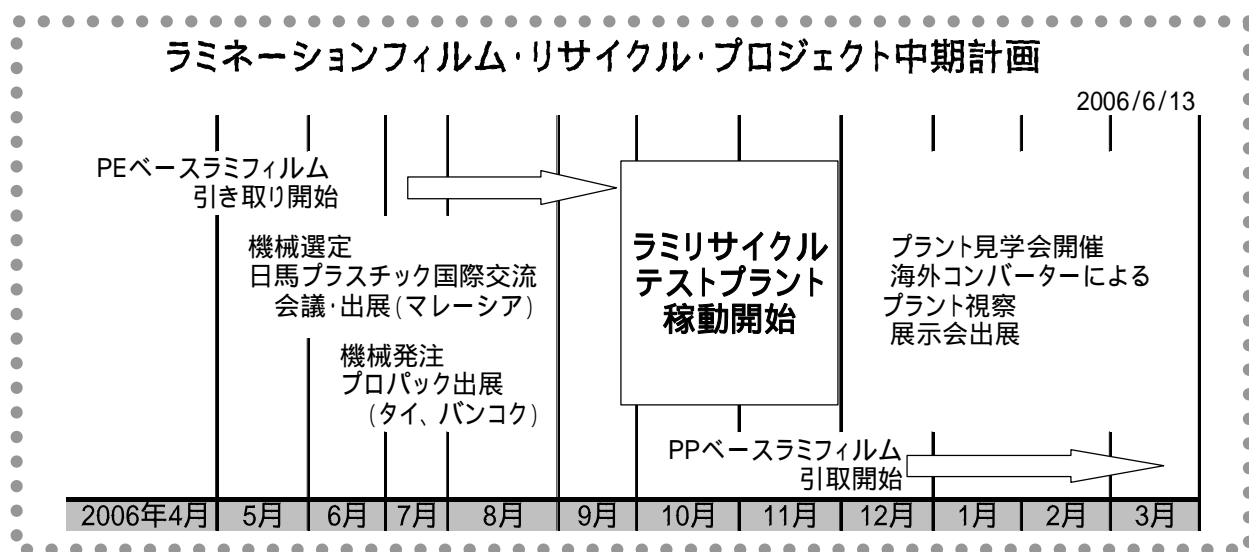 ラミネーションフィルム・リサイクル・プロジェクト中期計画
2006/6/13
PEベースラミフィルム
引き取り開始
機械選定
日馬プラスチック国際交流
会議・出展(マレーシア)
機械発注
プロパック出展
(タイ、バンコク)
ラミリサイクル
テストプラント
稼動開始
プラント見学会開催
海外コンバーターによる
プラント視察
展示会出展
PPベースラミフィルム
引取開始
2006年4月 5月 6月 7月 8月 9月 10月 11月 12月 1月 2月 3月